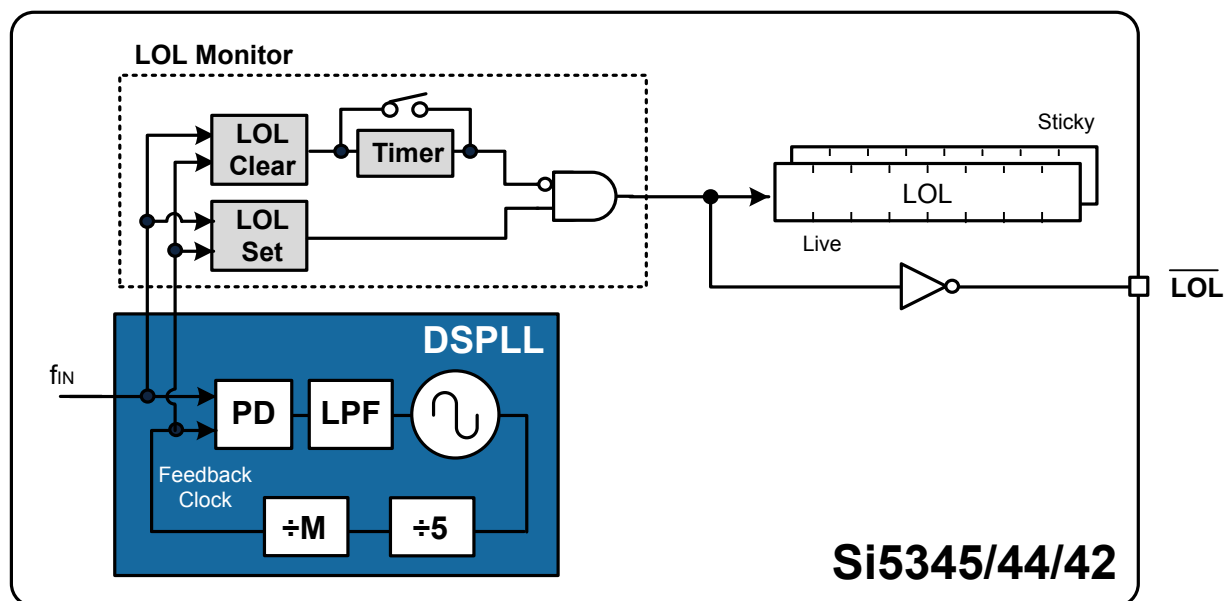 LOL Monitor
LOL
Clear
Timer
LOL
Set
Sticky
LOL
Live
LOL
DSPLL
fIN
PD
LPF
Feedback
Clock
÷M
÷5
Si5345/44/42